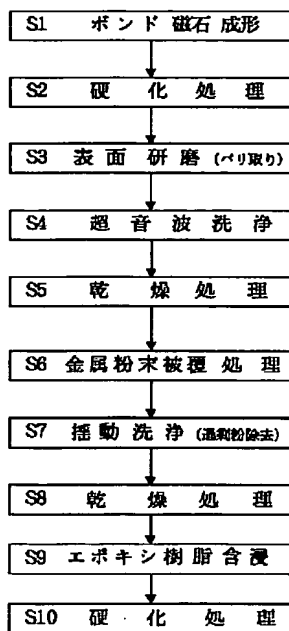 S1 ボンド磁石成形
S2 硬化処理
S3 表面研磨 (バリ取り)
S4 超音波洗浄
S5 乾燥処理
S6 金属粉末被覆処理
S7 揺動洗浄 (過剰粉除去)
S8 乾燥処理
S9 エポキシ樹脂含浸
S10 硬化処理